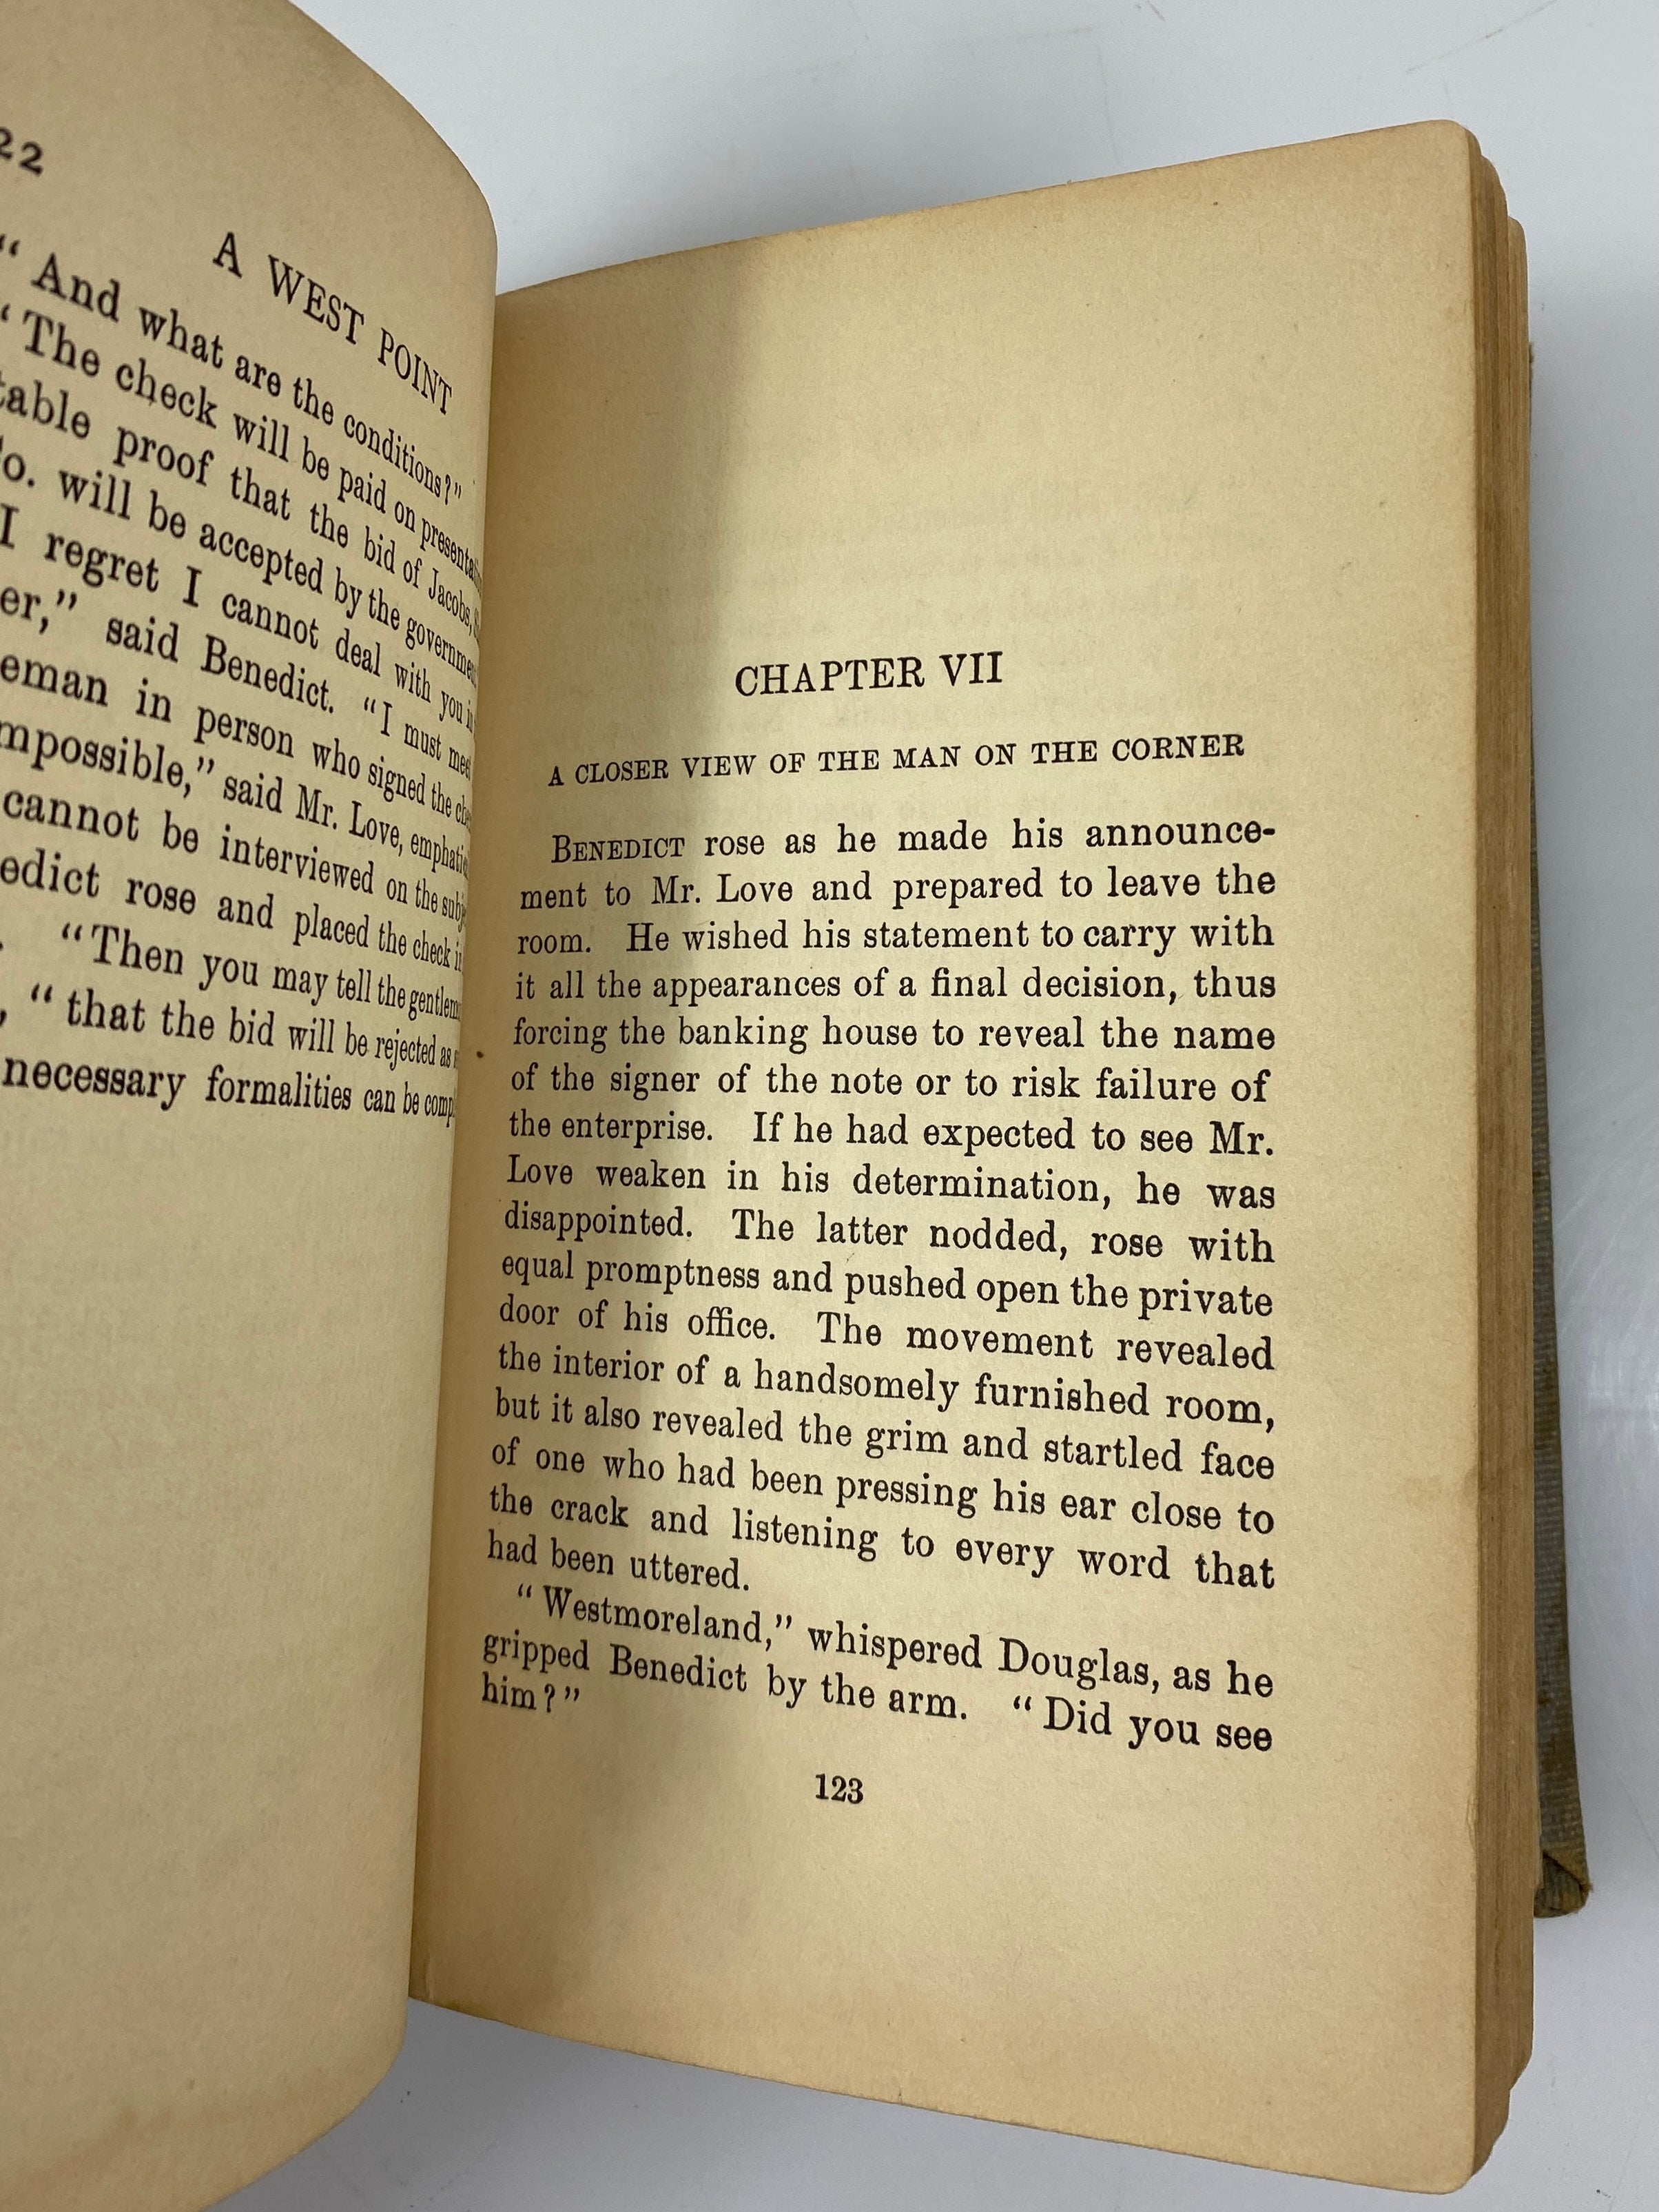 22
A WEST POINT
“And what are the conditions?”
“The check will be paid on
table proof that the bid of Jacobs,
o. will be accepted by the
I regret I cannot deal with you
er,” said Benedict. “I must
eman in person who signed the
mpossible,” said Mr. Love,
cannot be interviewed on the
edict rose and placed the check
“Then you may tell the
, “that the bid will be rejected as
necessary formalities can be
CHAPTER VII
A CLOSER VIEW OF THE MAN ON THE CORNER
BENEDICT rose as he made his announce-
ment to Mr. Love and prepared to leave the
room. He wished his statement to carry with
it all the appearances of a final decision, thus
forcing the banking house to reveal the name
of the signer of the note or to risk failure of
the enterprise. If he had expected to see Mr.
Love weaken in his determination, he was
disappointed. The latter nodded, rose with
equal promptness and pushed open the private
door of his office. The movement revealed
the interior of a handsomely furnished room,
but it also revealed the grim and startled face
of one who had been pressing his ear close to
the crack and listening to every word that
had been uttered.
“Westmoreland,” whispered Douglas, as he
gripped Benedict by the arm. “Did you see
him?”
123